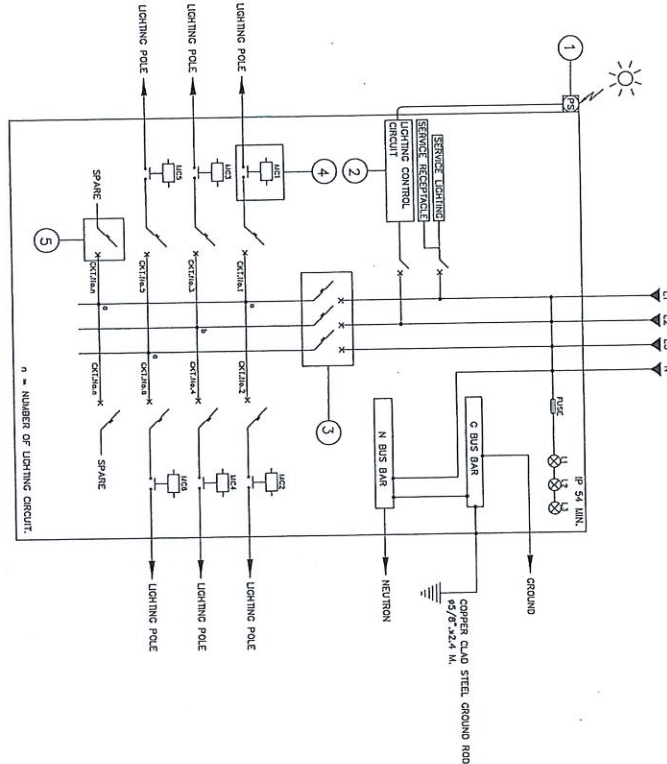 LIGHTING POLE
LIGHTING POLE
LIGHTING POLE
1
PS
L1
L2
L3
N
SERVICE LIGHTING
SERVICE RECEPTACLE
LIGHTING CONTROL
CIRCUIT
2
FUSE
L1
L2
L3
IP 54 MIN.
MC5
MC3
MC1
4
SPARE
5
CKT.No.n
CKT.No.5
CKT.No.3
CKT.No.1
a
b
a
3
CKT.No.n
CKT.No.6
CKT.No.4
CKT.No.2
G BUS BAR
N BUS BAR
SPARE
MC6
MC4
MC2
n = NUMBER OF LIGHTING CIRCUIT.
LIGHTING POLE
LIGHTING POLE
LIGHTING POLE
NEUTRON
GROUND
COPPER CLAD STEEL GROUND ROD
ø5/8".x2.4 M.